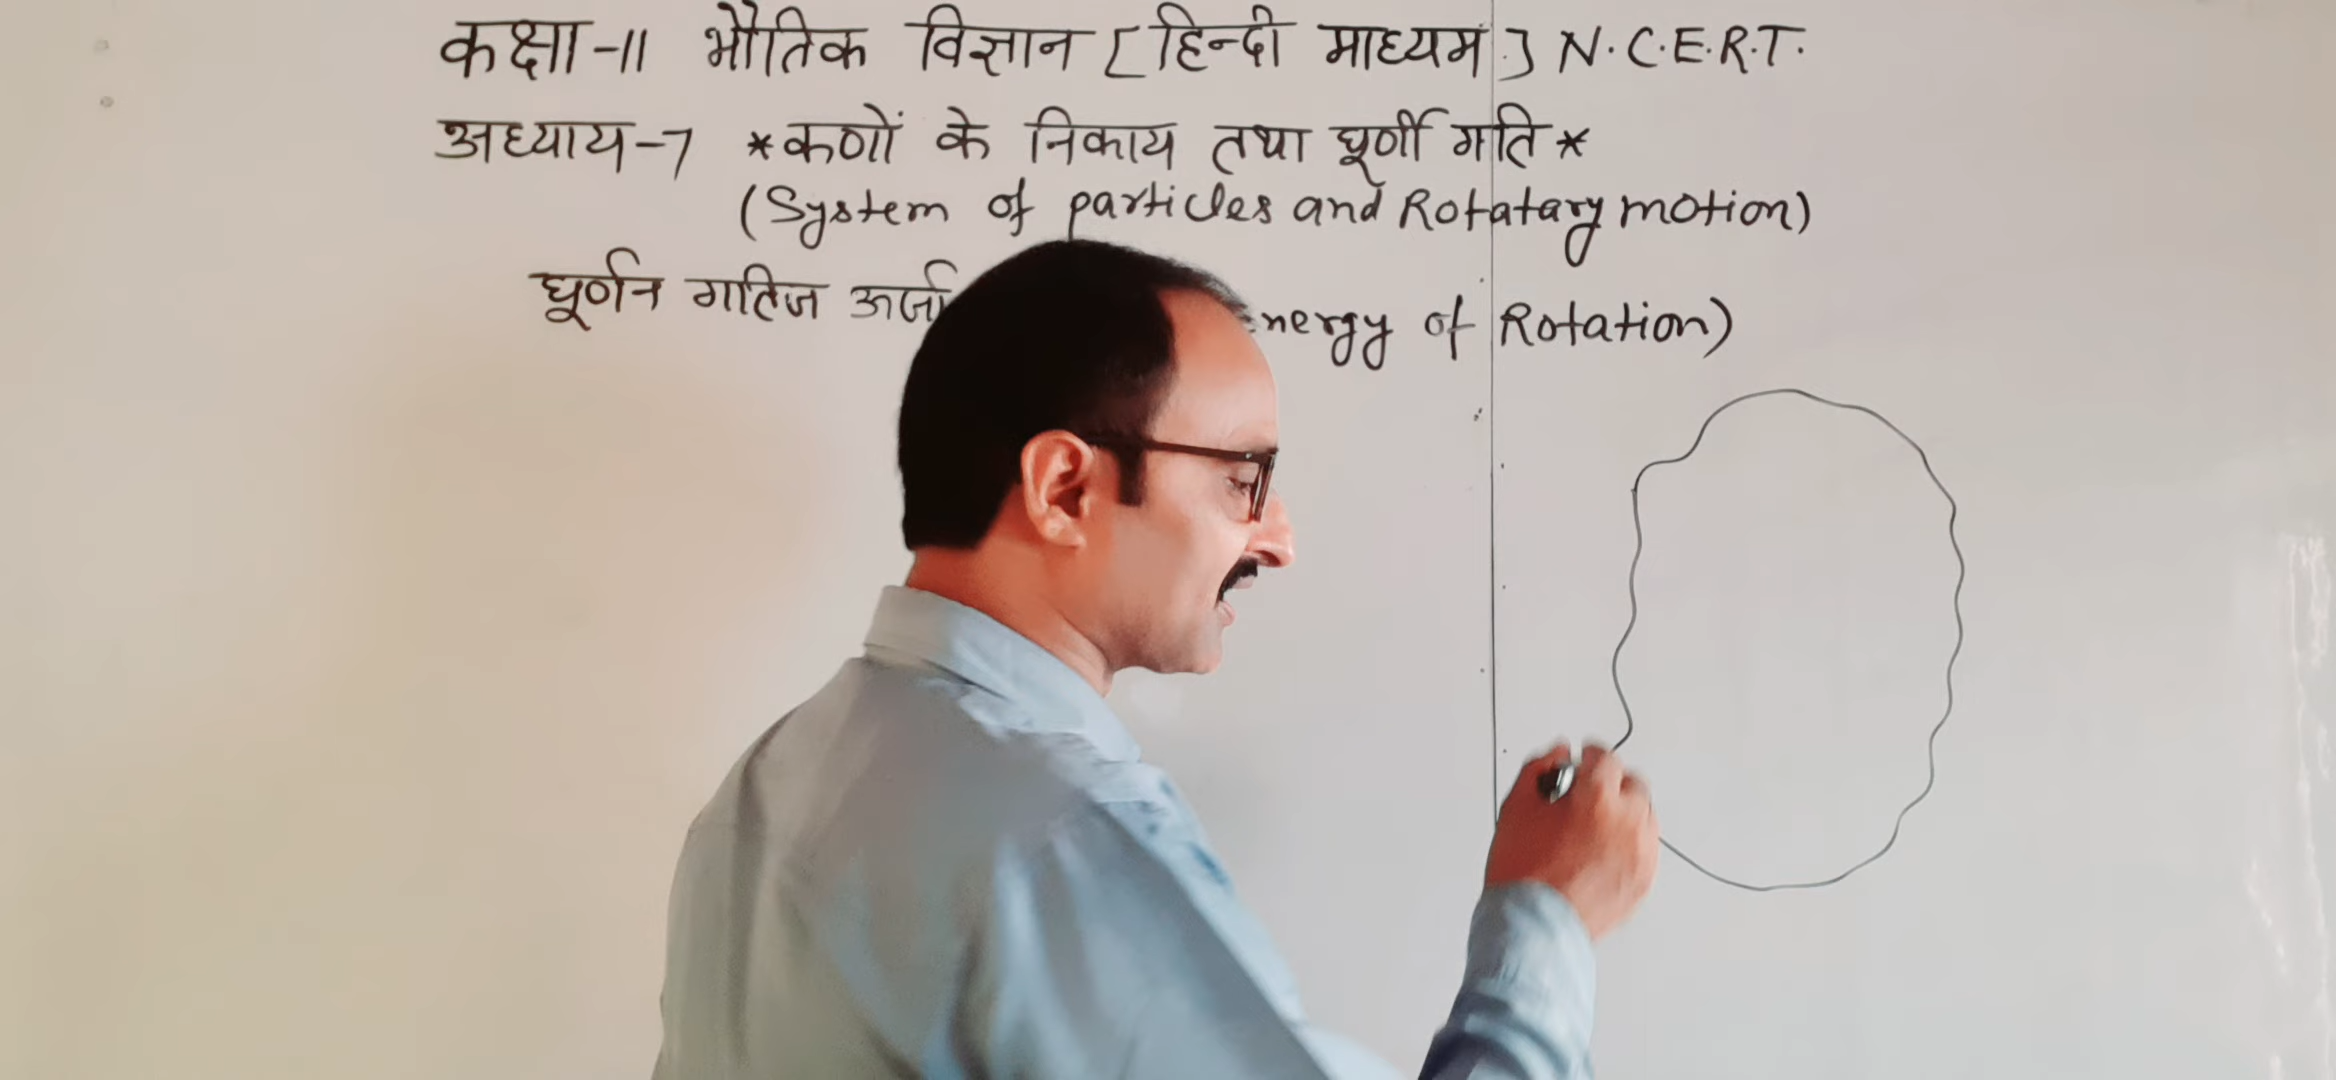 कक्षा-11 भौतिक विज्ञान [हिन्दी माध्यम] N.C.E.R.T.
अध्याय-7 *कणों के निकाय तथा घूर्णी गति*
(System of particles and Rotatary motion)
घूर्णन गतिज ऊर्जा of Rotation)